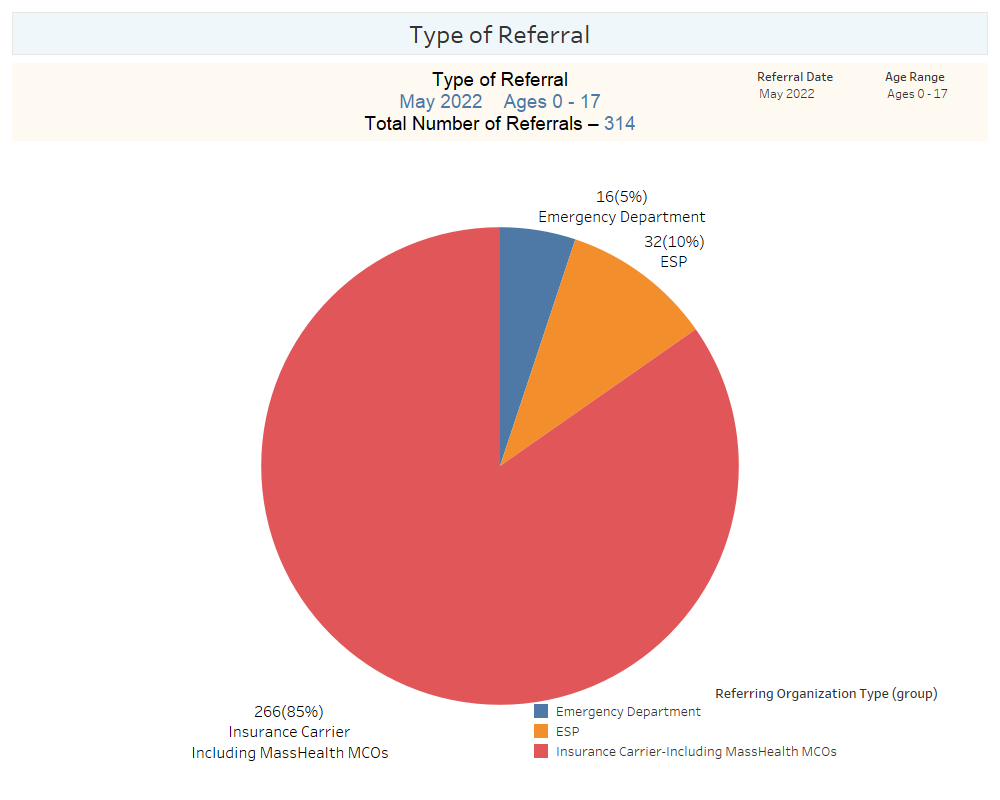 Type of Referral
Type of Referral
May 2022 Ages 0 - 17
Total Number of Referrals – 314
Referral Date
May 2022
Age Range
Ages 0 - 17
16(5%)
Emergency Department
32(10%)
ESP
266(85%)
Insurance Carrier
Including MassHealth MCOs
Referring Organization Type (group)
Emergency Department
ESP
Insurance Carrier-Including MassHealth MCOs